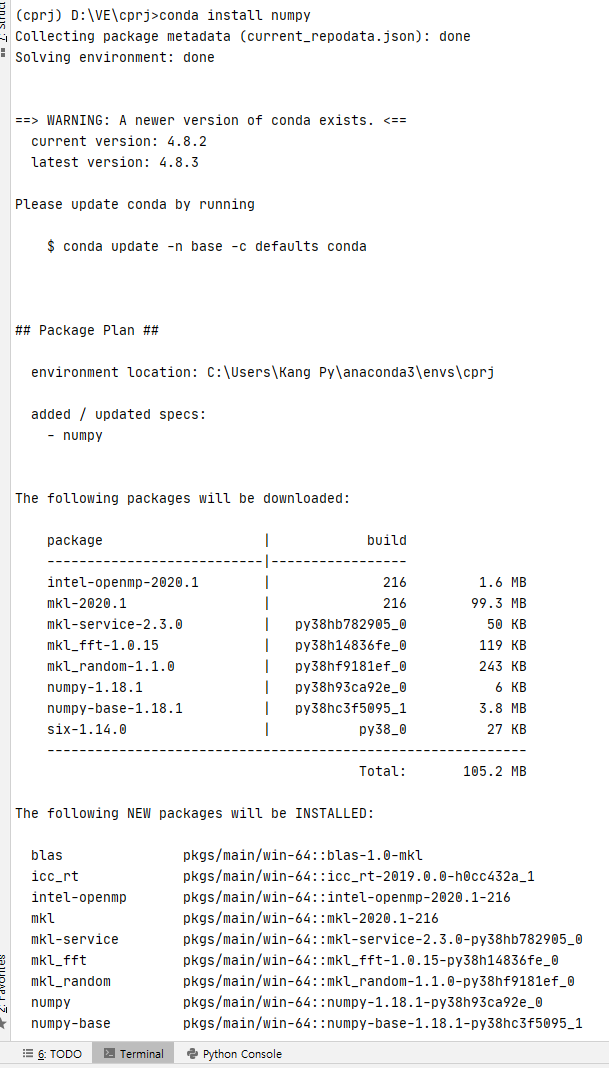 (cprj) D:\VE\cprj>conda install numpy
Collecting package metadata (current_repodata.json): done
Solving environment: done
==> WARNING: A newer version of conda exists. <==
  current version: 4.8.2
  latest version: 4.8.3
Please update conda by running
    $ conda update -n base -c defaults conda
## Package Plan ##
  environment location: C:\Users\Kang Py\anaconda3\envs\cprj
  added / updated specs:
    - numpy
The following packages will be downloaded:
    package                    |            build
    ---------------------------|-----------------
    intel-openmp-2020.1        |              216         1.6 MB
    mkl-2020.1                 |              216        99.3 MB
    mkl-service-2.3.0          |   py38hb782905_0          50 KB
    mkl_fft-1.0.15             |   py38h14836fe_0         119 KB
    mkl_random-1.1.0           |   py38hf9181ef_0         243 KB
    numpy-1.18.1               |   py38h93ca92e_0           6 KB
    numpy-base-1.18.1          |   py38hc3f5095_1         3.8 MB
    six-1.14.0                 |           py38_0          27 KB
    ------------------------------------------------------------
                                           Total:       105.2 MB
The following NEW packages will be INSTALLED:
  blas               pkgs/main/win-64::blas-1.0-mkl
  icc_rt             pkgs/main/win-64::icc_rt-2019.0.0-h0cc432a_1
  intel-openmp       pkgs/main/win-64::intel-openmp-2020.1-216
  mkl                pkgs/main/win-64::mkl-2020.1-216
  mkl-service        pkgs/main/win-64::mkl-service-2.3.0-py38hb782905_0
  mkl_fft            pkgs/main/win-64::mkl_fft-1.0.15-py38h14836fe_0
  mkl_random         pkgs/main/win-64::mkl_random-1.1.0-py38hf9181ef_0
  numpy              pkgs/main/win-64::numpy-1.18.1-py38h93ca92e_0
  numpy-base         pkgs/main/win-64::numpy-base-1.18.1-py38hc3f5095_1
2: Favorites
6: TODO Terminal Python Console